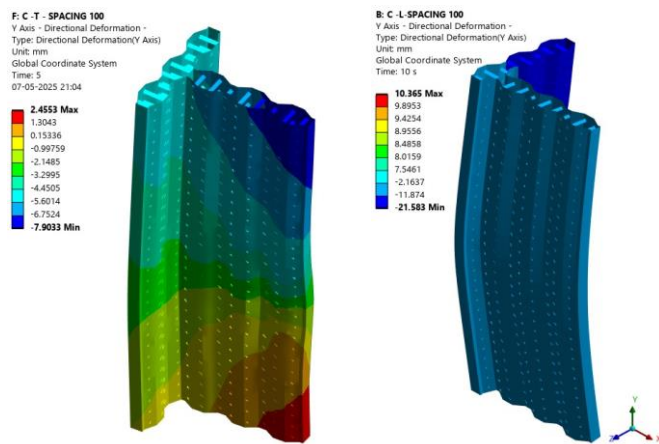 F: C -T - SPACING 100
Y Axis - Directional Deformation -
Type: Directional Deformation(Y Axis)
Unit: mm
Global Coordinate System
Time: 5
07-05-2025 21:04
2.4553 Max
1.3043
0.15336
-0.99759
-2.1485
-3.2995
-4.4505
-5.6014
-6.7524
-7.9033 Min
B: C -L-SPACING 100
Y Axis - Directional Deformation -
Type: Directional Deformation(Y Axis)
Unit: mm
Global Coordinate System
Time: 10 s
10.365 Max
9.8953
9.4254
8.9556
8.4858
8.0159
7.5461
-2.1637
-11.874
-21.583 Min
Y
Z
X